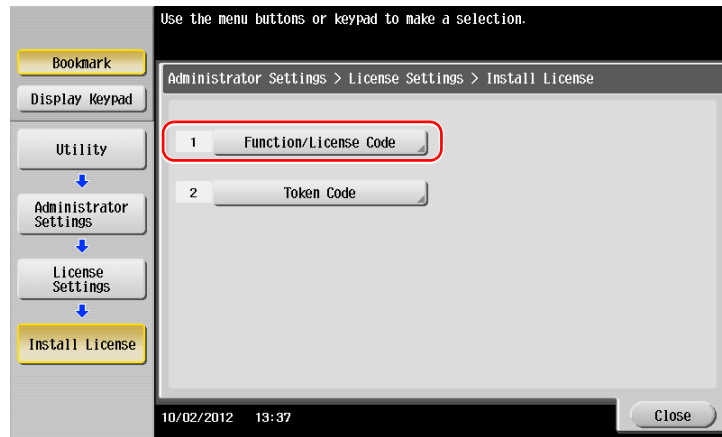 Use the menu buttons or keypad to make a selection.
Bookmark
Display Keypad
Utility
Administrator
Settings
License
Settings
Install License
Administrator Settings > License Settings > Install License
1 Function/License Code
2 Token Code
10/02/2012 13:37
Close